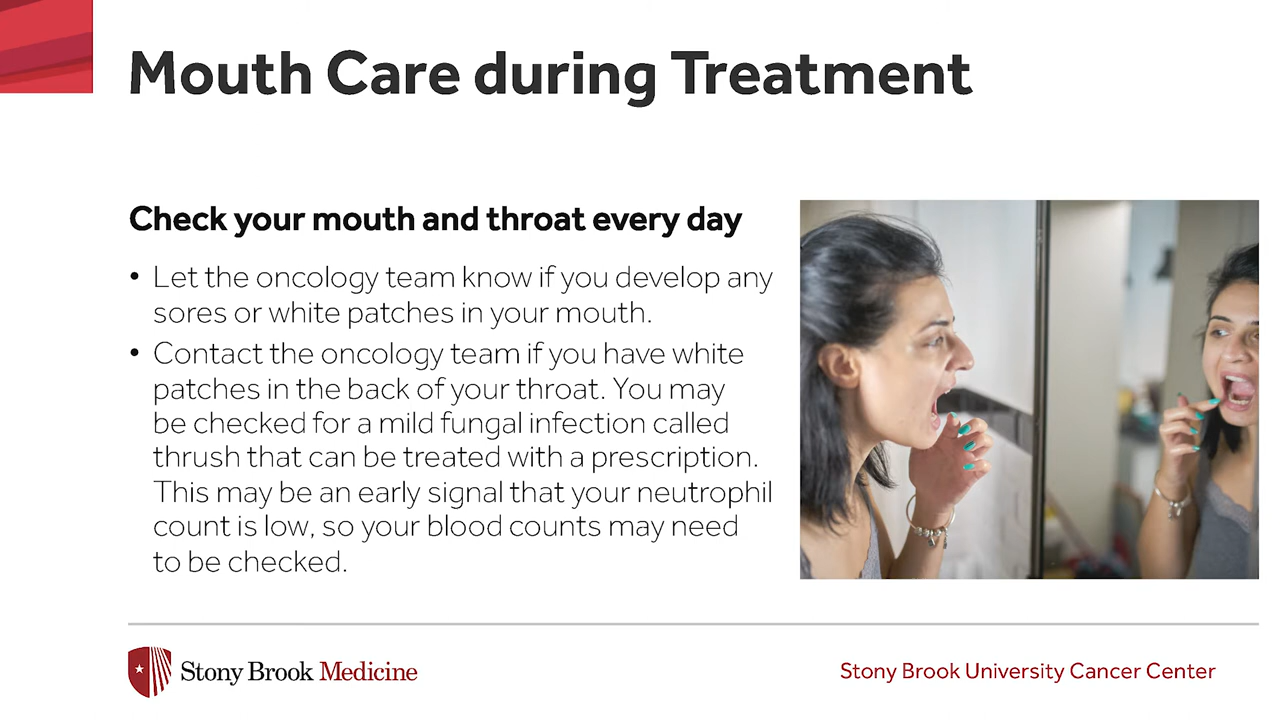 Mouth Care during Treatment
Check your mouth and throat every day
• Let the oncology team know if you develop any
sores or white patches in your mouth.
• Contact the oncology team if you have white
patches in the back of your throat. You may
be checked for a mild fungal infection called
thrush that can be treated with a prescription.
This may be an early signal that your neutrophil
count is low, so your blood counts may need
to be checked.
Stony Brook Medicine
Stony Brook University Cancer Center